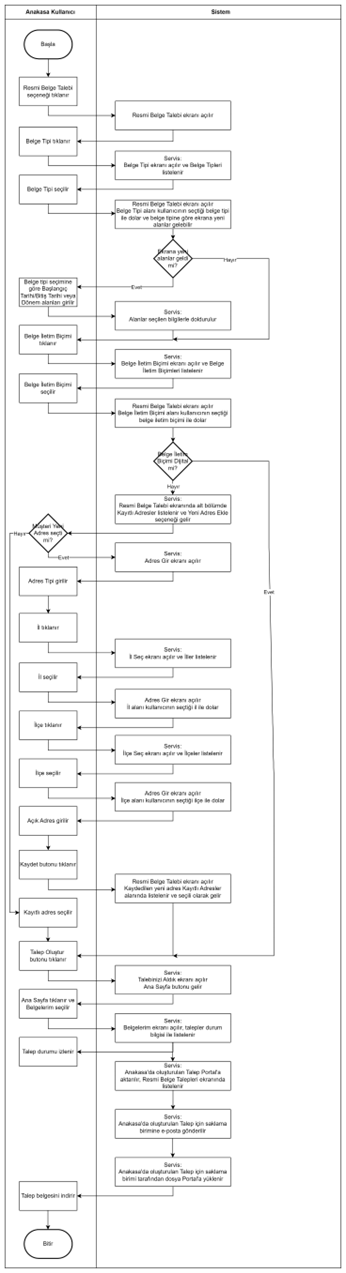 Anakasa Kullanıcı
Sistem
Başla
Resmi Belge Talebi
seçeneği tıklanır
Resmi Belge Talebi ekranı açılır
Belge Tipi tıklanır
Servis:
Belge Tipi ekranı açılır ve Belge Tipleri
listelenir
Belge Tipi seçilir
Resmi Belge Talebi ekranı açılır
Belge Tipi alanı kullanıcının seçtiği belge tipi
ile dolar ve belge tipine göre ekrana yeni
alanlar gelebilir
Ekrana yeni
alanlar geldi
mi?
Hayır
Evet
Belge tipi seçimine
göre Başlangıç
Tarihi/Bitiş Tarihi veya
Dönem alanları girilir
Servis:
Alanlar seçilen bilgilerle doldurulur
Belge İletim Biçimi
tıklanır
Servis:
Belge İletim Biçimi ekranı açılır ve Belge
İletim Biçimleri listelenir
Belge İletim Biçimi
seçilir
Resmi Belge Talebi ekranı açılır
Belge İletim Biçimi alanı kullanıcının seçtiği
belge iletim biçimi ile dolar
Belge İletim
Biçimi Dijital
mi?
Hayır
Evet
Servis:
Resmi Belge Talebi ekranında alt bölümde
Kayıtlı Adresler listelenir ve Yeni Adres Ekle
seçeneği gelir
Müşteri Yeni
Adres seçti
mi?
Hayır
Evet
Servis:
Adres Gir ekranı açılır
Adres Tipi girilir
İl tıklanır
Servis:
İl Seç ekranı açılır ve İller listelenir
İl seçilir
Adres Gir ekranı açılır
İl alanı kullanıcının seçtiği il ile dolar
İlçe tıklanır
Servis:
İlçe Seç ekranı açılır ve İlçeler listelenir
İlçe seçilir
Adres Gir ekranı açılır
İlçe alanı kullanıcının seçtiği ilçe ile dolar
Açık Adres girilir
Kaydet butonu tıklanır
Resmi Belge Talebi ekranı açılır
Kaydedilen yeni adres Kayıtlı Adresler
alanında listelenir ve seçili olarak gelir
Kayıtlı adres seçilir
Talep Oluştur
butonu tıklanır
Servis:
Talebinizi Aldık ekranı açılır
Ana Sayfa butonu gelir
Ana Sayfa tıklanır ve
Belgelerim seçilir
Servis:
Belgelerim ekranı açılır, talepler durum
bilgisi ile listelenir
Talep durumu izlenir
Servis:
Anakasa'da oluşturulan Talep Portal'a
aktarılır, Resmi Belge Talepleri ekranında
listelenir
Servis:
Anakasa'da oluşturulan Talep için saklama
birimine e-posta gönderilir
Servis:
Anakasa'da oluşturulan Talep için saklama
birimi tarafından dosya Portal'a yüklenir
Talep belgesini indirir
Bitir